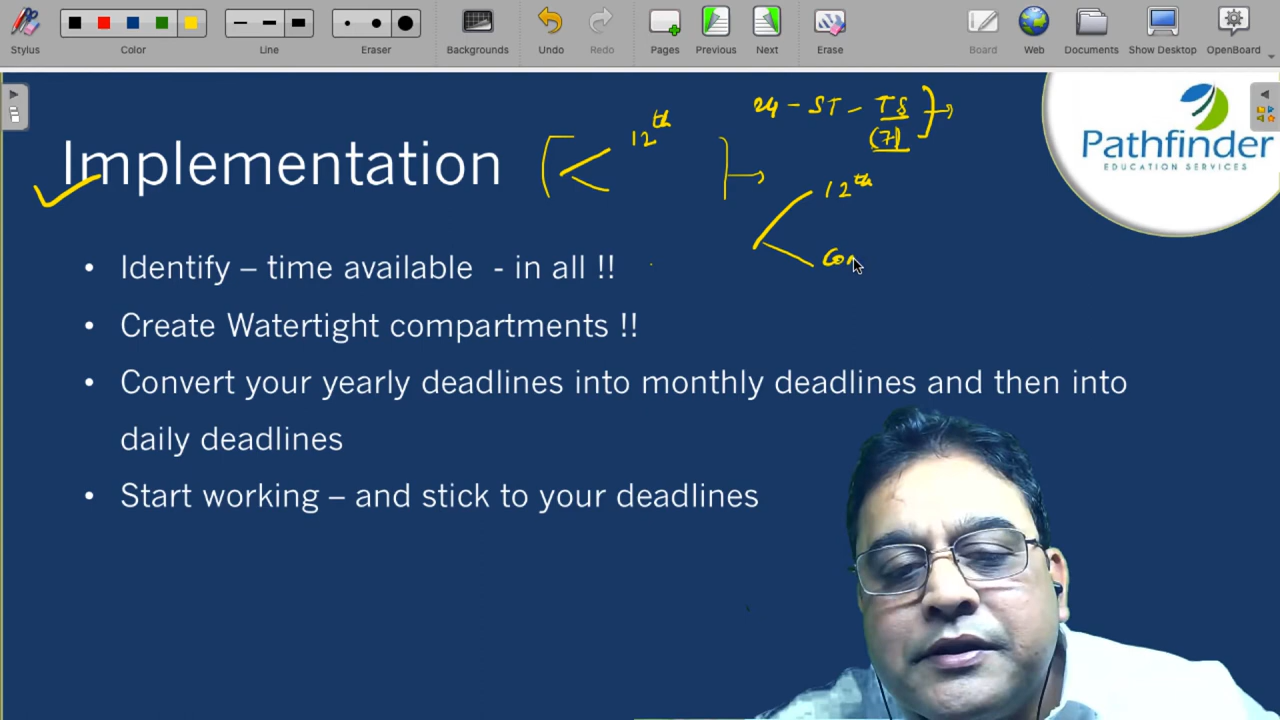 Stylus
Color
Line
Eraser
Backgrounds
Undo
Redo
Pages
Previous
Next
Erase
Board
Web
Documents
Show Desktop
OpenBoard
24 - ST - TS
(7)
12th
Implementation
Pathfinder
EDUCATION SERVICES
12th
Com
• Identify – time available - in all !!
• Create Watertight compartments !!
• Convert your yearly deadlines into monthly deadlines and then into
daily deadlines
• Start working – and stick to your deadlines